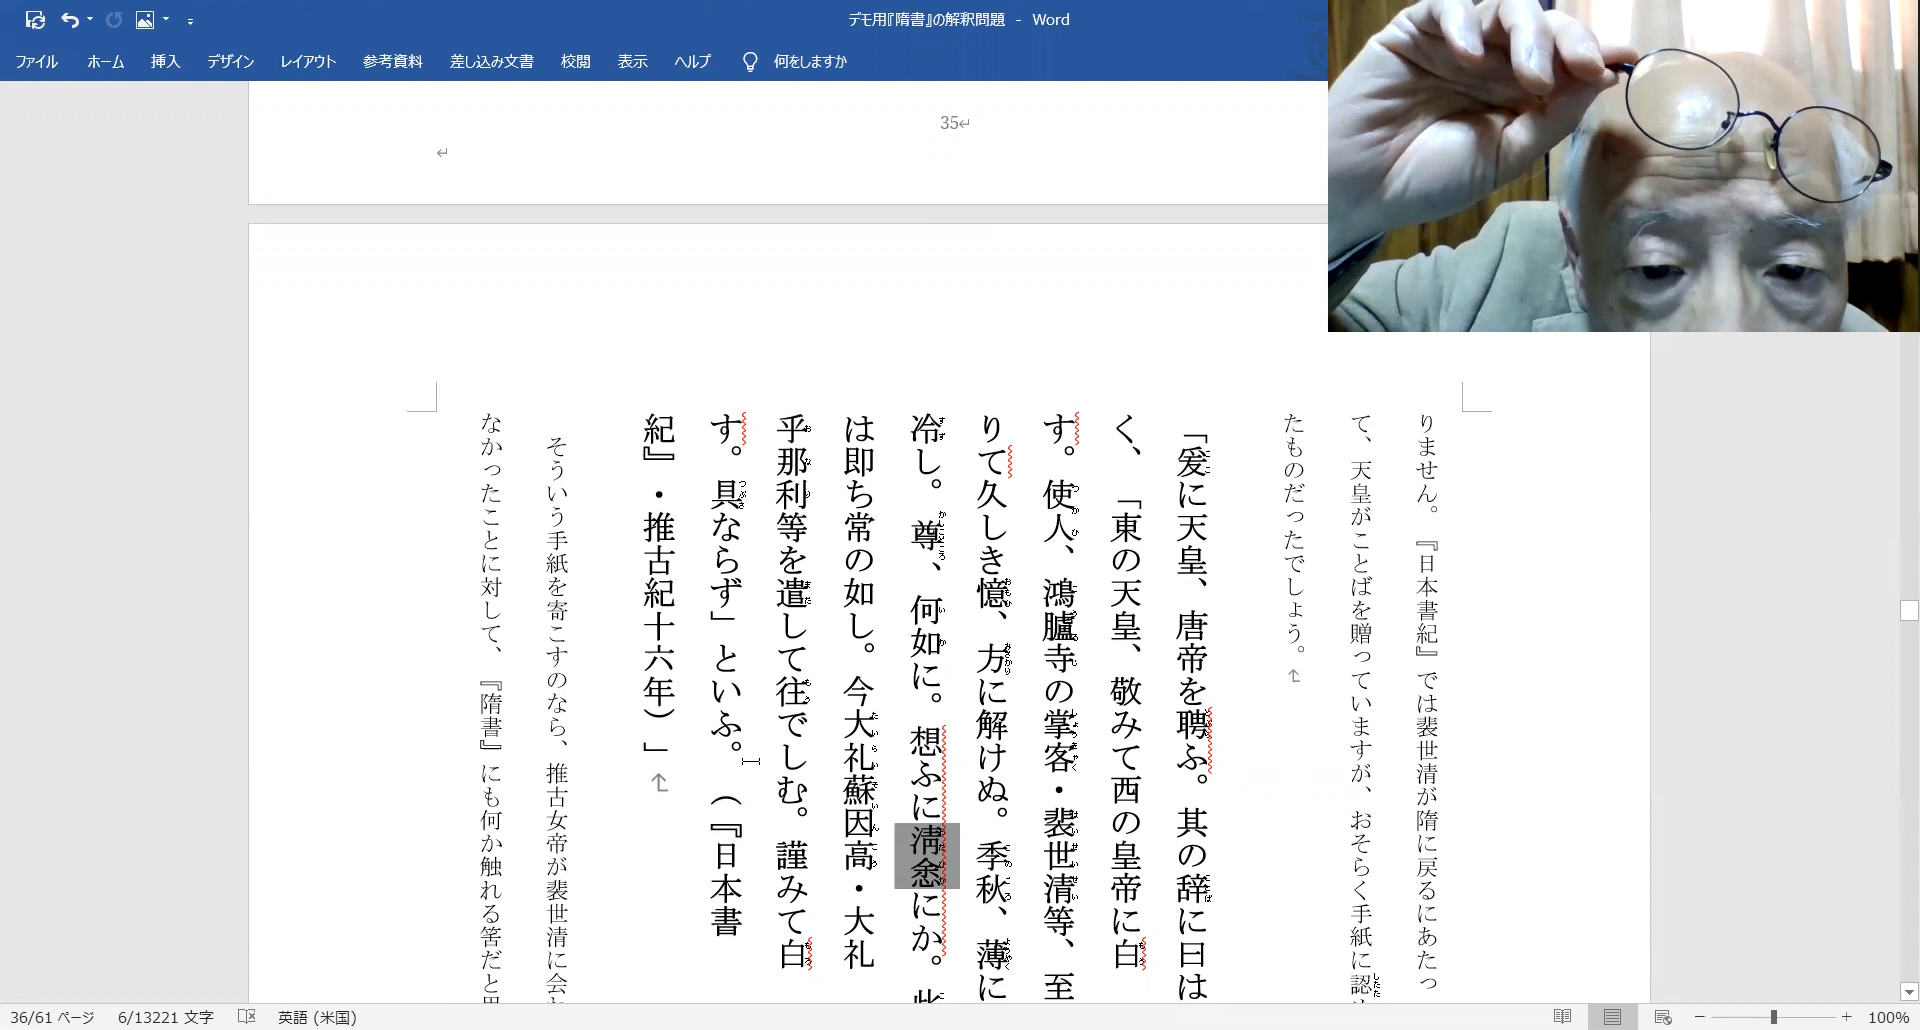 デモ用『隋書』の解釈問題 - Word
ファイル ホーム 挿入 デザイン レイアウト 参考資料 差し込み文書 校閲 表示 ヘルプ 何をしますか
35
りません。『日本書紀』では裴世清が隋に戻るにあたっ
て、天皇がことばを贈っていますが、おそらく手紙に認
たものだったでしょう。
「爰に天皇、唐帝を聘ふ。其の辞に曰は
く、「東の天皇、敬みて西の皇帝に白
す。使人、鴻臚寺の掌客・裴世清等、至
りて久しき憶、方に解けぬ。季秋、薄に
冷し。尊、何如に。想ふに清悆にか。此
は即ち常の如し。今大礼蘇因高・大礼
乎那利等を遣して往でしむ。謹みて白
す。具ならず」といふ。（『日本書
紀』・推古紀十六年）」
そういう手紙を寄こすのなら、推古女帝が裴世清に会わ
なかったことに対して、『隋書』にも何か触れる筈だと思
36/61 ページ 6/13221 文字 英語 (米国) 100%